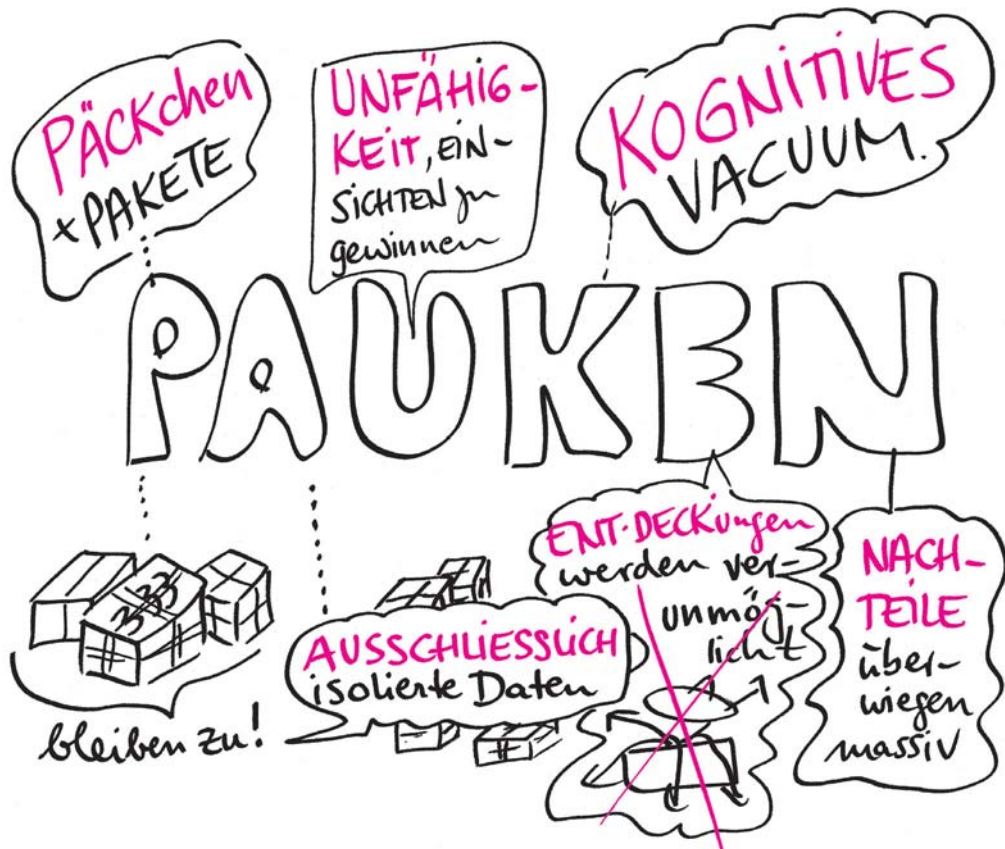 PÄCKchen
+ PAKETE
UNFÄHIG-
KEIT, EIN-
SICHTEN zu
gewinnen
KOGNITIVES
VACUUM.
PAUKEN
333
bleiben zu!
AUSSCHLIESSLICH
isolierte Daten
ENT·DECKungen
werden ver-
unmög-
licht
NACH-
TEILE
über-
wiegen
massiv